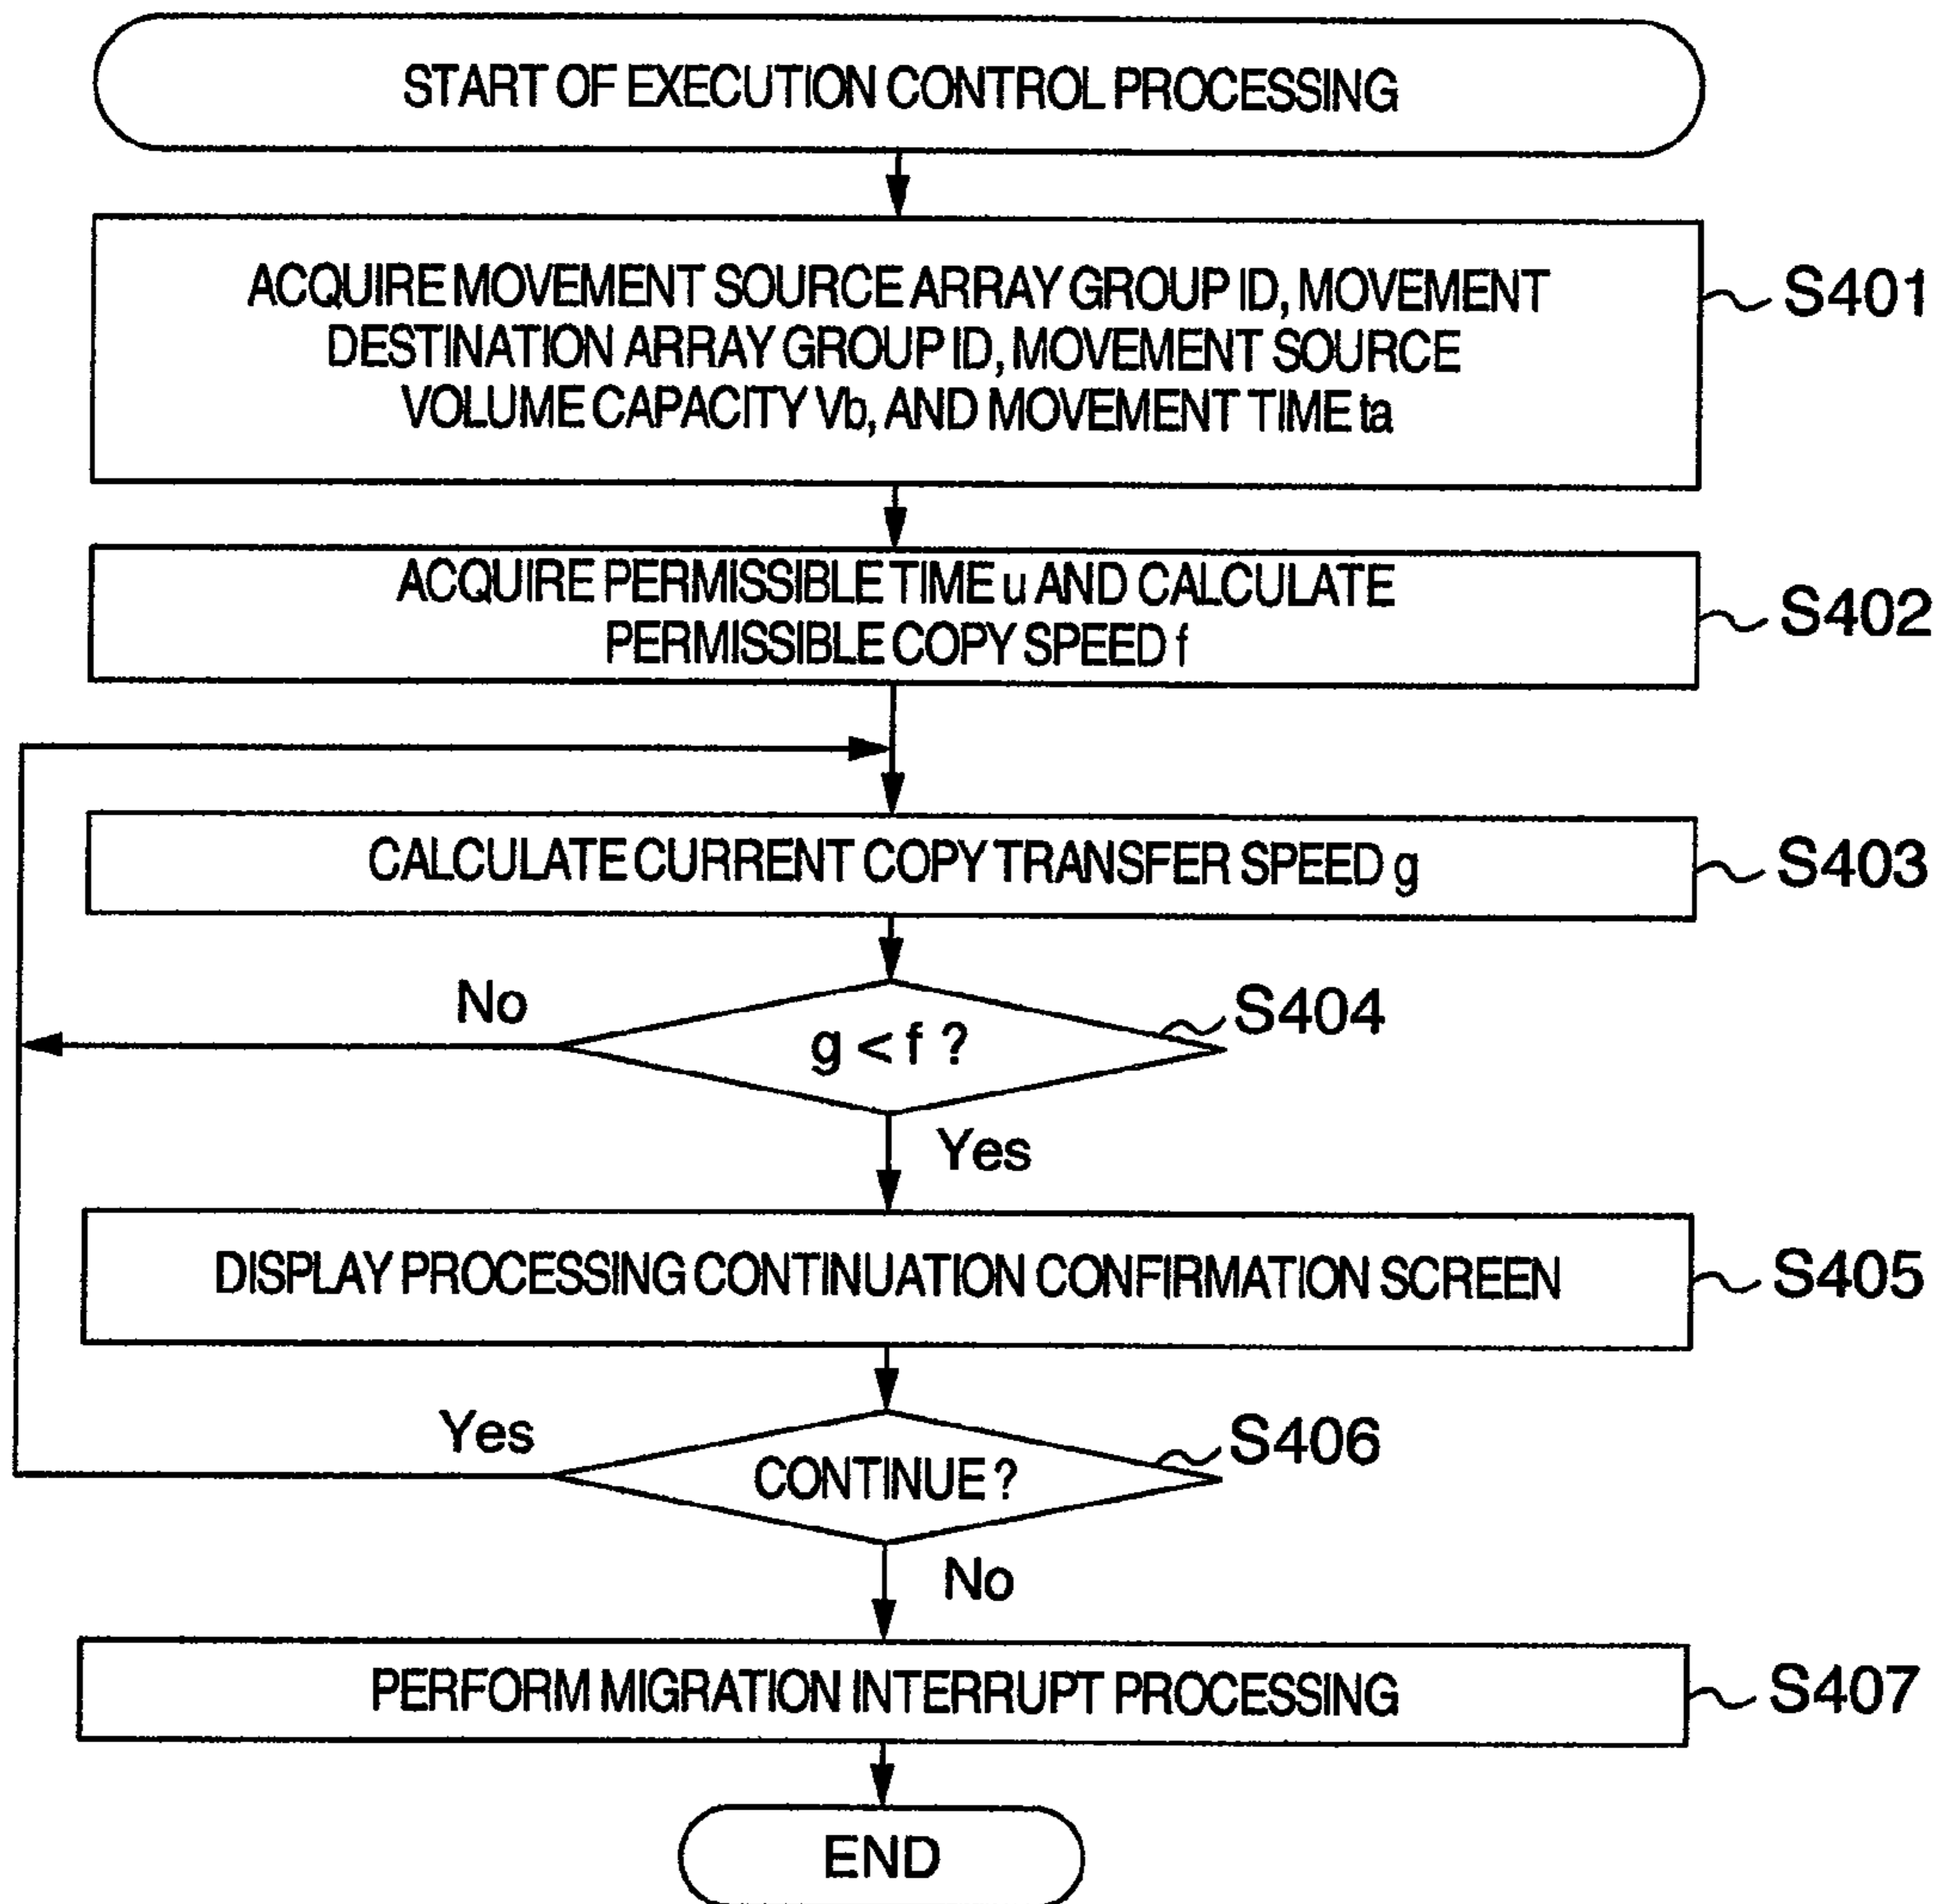 START OF EXECUTION CONTROL PROCESSING
ACQUIRE MOVEMENT SOURCE ARRAY GROUP ID, MOVEMENT
DESTINATION ARRAY GROUP ID, MOVEMENT SOURCE
VOLUME CAPACITY Vb, AND MOVEMENT TIME ta
S401
ACQUIRE PERMISSIBLE TIME u AND CALCULATE
PERMISSIBLE COPY SPEED f
S402
CALCULATE CURRENT COPY TRANSFER SPEED g
S403
No
g < f ?
S404
Yes
DISPLAY PROCESSING CONTINUATION CONFIRMATION SCREEN
S405
Yes
CONTINUE ?
S406
No
PERFORM MIGRATION INTERRUPT PROCESSING
S407
END